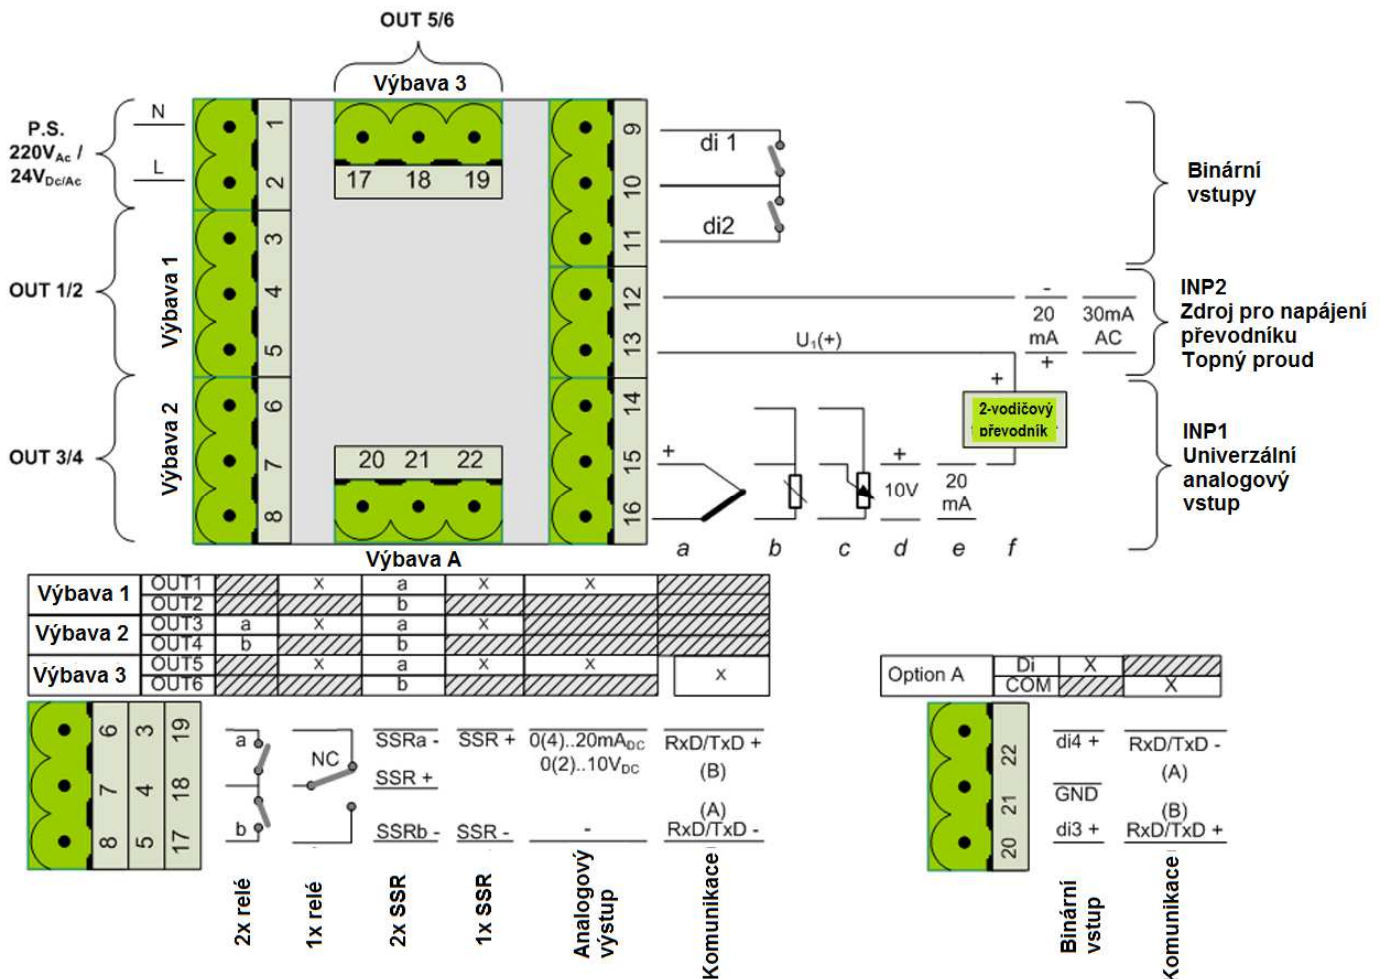 OUT 5/6
Výbava 3
P.S.
220VAc /
24VDc/Ac
N
L
OUT 1/2
OUT 3/4
Výbava 1
Výbava 2
1
2
3
4
5
6
7
8
17 18 19
20 21 22
Výbava A
9
10
11
12
13
14
15
16
di 1
di2
Binární
vstupy
U1(+)
-
20
mA
+
30mA
AC
INP2
Zdroj pro napájení
převodníku
Topný proud
+
2-vodičový
převodník
INP1
Univerzální
analogový
vstup
+
+
10V
20
mA
a b c d e f
Výbava 1 OUT1 x a x x
OUT2 b
Výbava 2 OUT3 a x a x
OUT4 b b
Výbava 3 OUT5 x a x x x
OUT6 b
6 3 19
7 4 18
8 5 17
a
b
NC
SSRa -
SSR +
SSRb -
SSR +
SSR -
0(4)..20mADC
0(2)..10VDC
-
RxD/TxD +
(B)
(A)
RxD/TxD -
2x relé
1x relé
2x SSR
1x SSR
Analogový
výstup
Komunikace
Option A Di X
COM X
22
21
20
di4 +
GND
di3 +
RxD/TxD -
(A)
(B)
RxD/TxD +
Binární
vstup
Komunikace